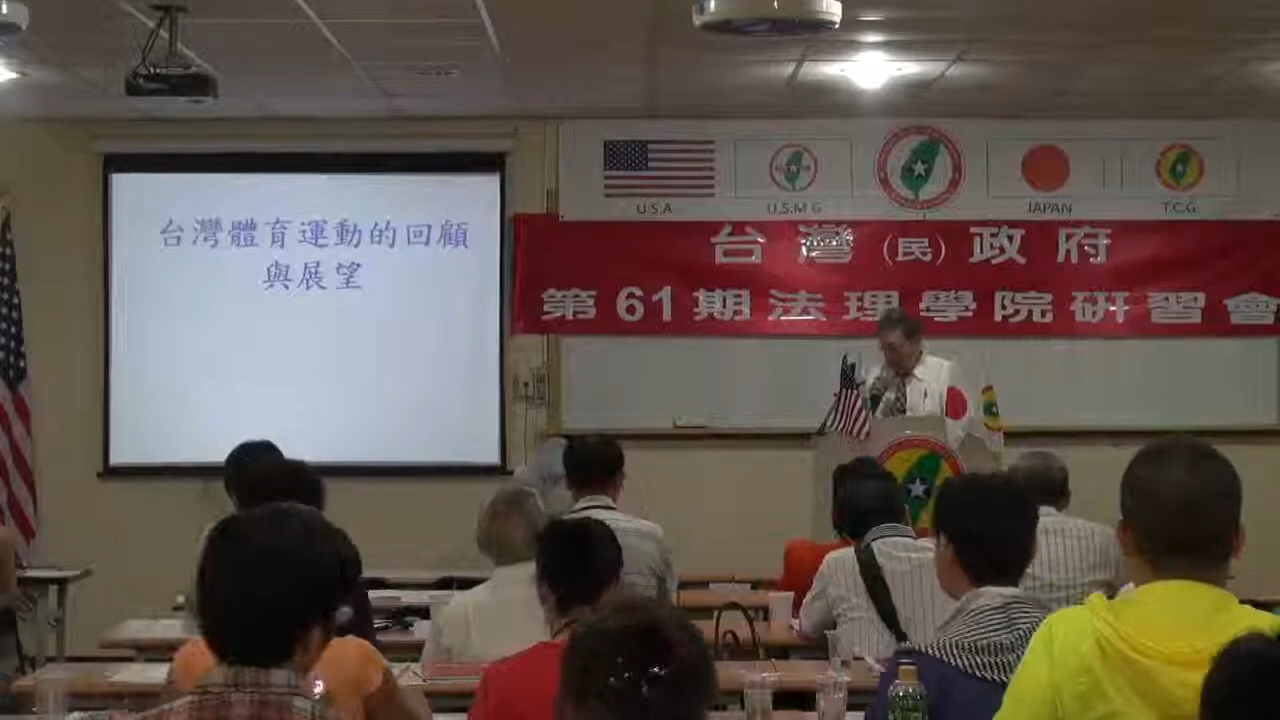 台灣體育運動的回顧
與展望
U.S.A
U.S.M.G.
JAPAN
T.C.G.
台灣(民)政府
第61期法理學院研習會